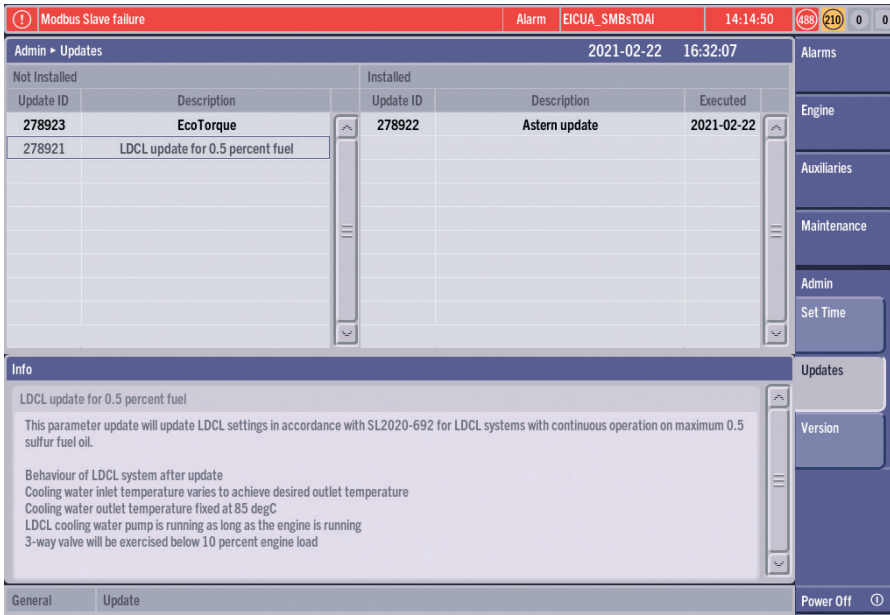 Modbus Slave failure Alarm EICUA_SMBsTOAI 14:14:50 488 210 0 0
Admin ▸ Updates 2021-02-22 16:32:07
Not Installed Installed
Update ID Description Update ID Description Executed
278923 EcoTorque 278922 Astern update 2021-02-22
278921 LDCL update for 0.5 percent fuel
Info
LDCL update for 0.5 percent fuel
This parameter update will update LDCL settings in accordance with SL2020-692 for LDCL systems with continuous operation on maximum 0.5
sulfur fuel oil.
Behaviour of LDCL system after update
Cooling water inlet temperature varies to achieve desired outlet temperature
Cooling water outlet temperature fixed at 85 degC
LDCL cooling water pump is running as long as the engine is running
3-way valve will be exercised below 10 percent engine load
General Update
Alarms
Engine
Auxiliaries
Maintenance
Admin
Set Time
Updates
Version
Power Off